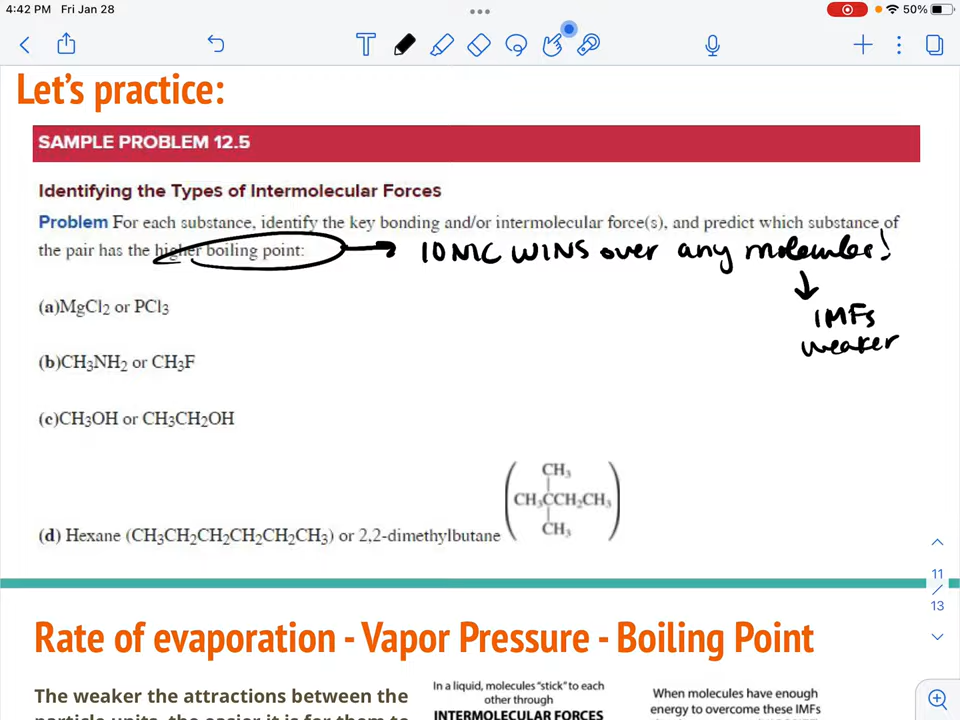 4:42 PM Fri Jan 28
50%
T
Let's practice:
SAMPLE PROBLEM 12.5
Identifying the Types of Intermolecular Forces
Problem For each substance, identify the key bonding and/or intermolecular force(s), and predict which substance of
the pair has the higher boiling point:
IONIC WINS over any molecules!
IMFs
weaker
(a)MgCl2 or PCl3
(b)CH3NH2 or CH3F
(c)CH3OH or CH3CH2OH
CH3
CH3CCH2CH3
CH3
(d) Hexane (CH3CH2CH2CH2CH2CH3) or 2,2-dimethylbutane
11
13
Rate of evaporation - Vapor Pressure - Boiling Point
The weaker the attractions between the
In a liquid, molecules "stick" to each
other through
INTERMOLECULAR FORCES
When molecules have enough
energy to overcome these IMFs